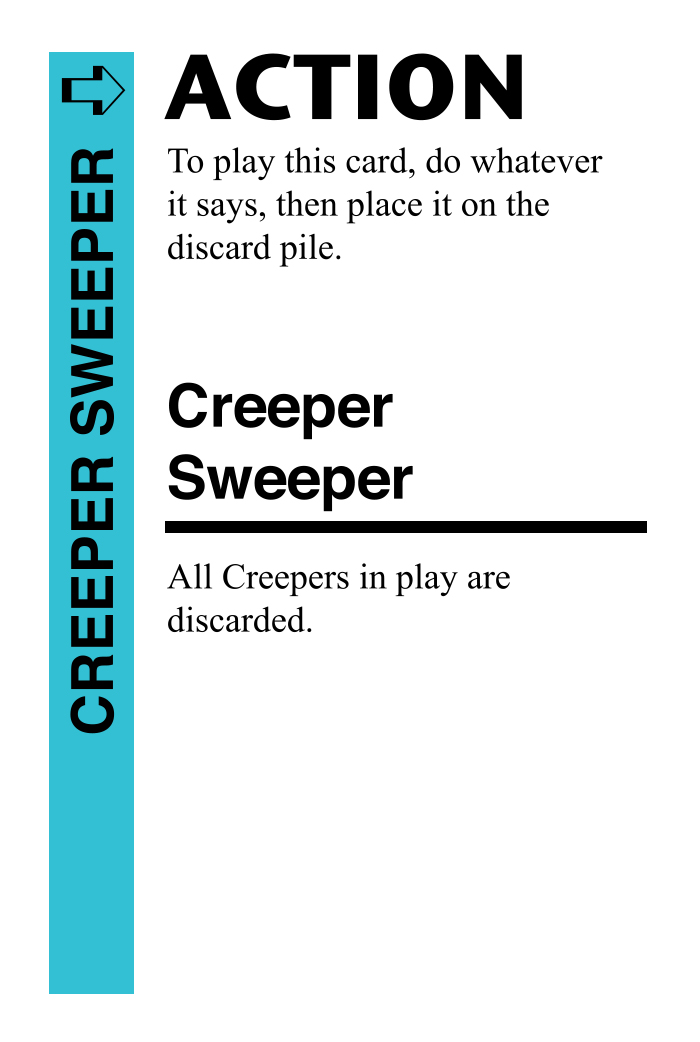 CREEPER SWEEPER
ACTION
To play this card, do whatever
it says, then place it on the
discard pile.
Creeper
Sweeper
All Creepers in play are
discarded.